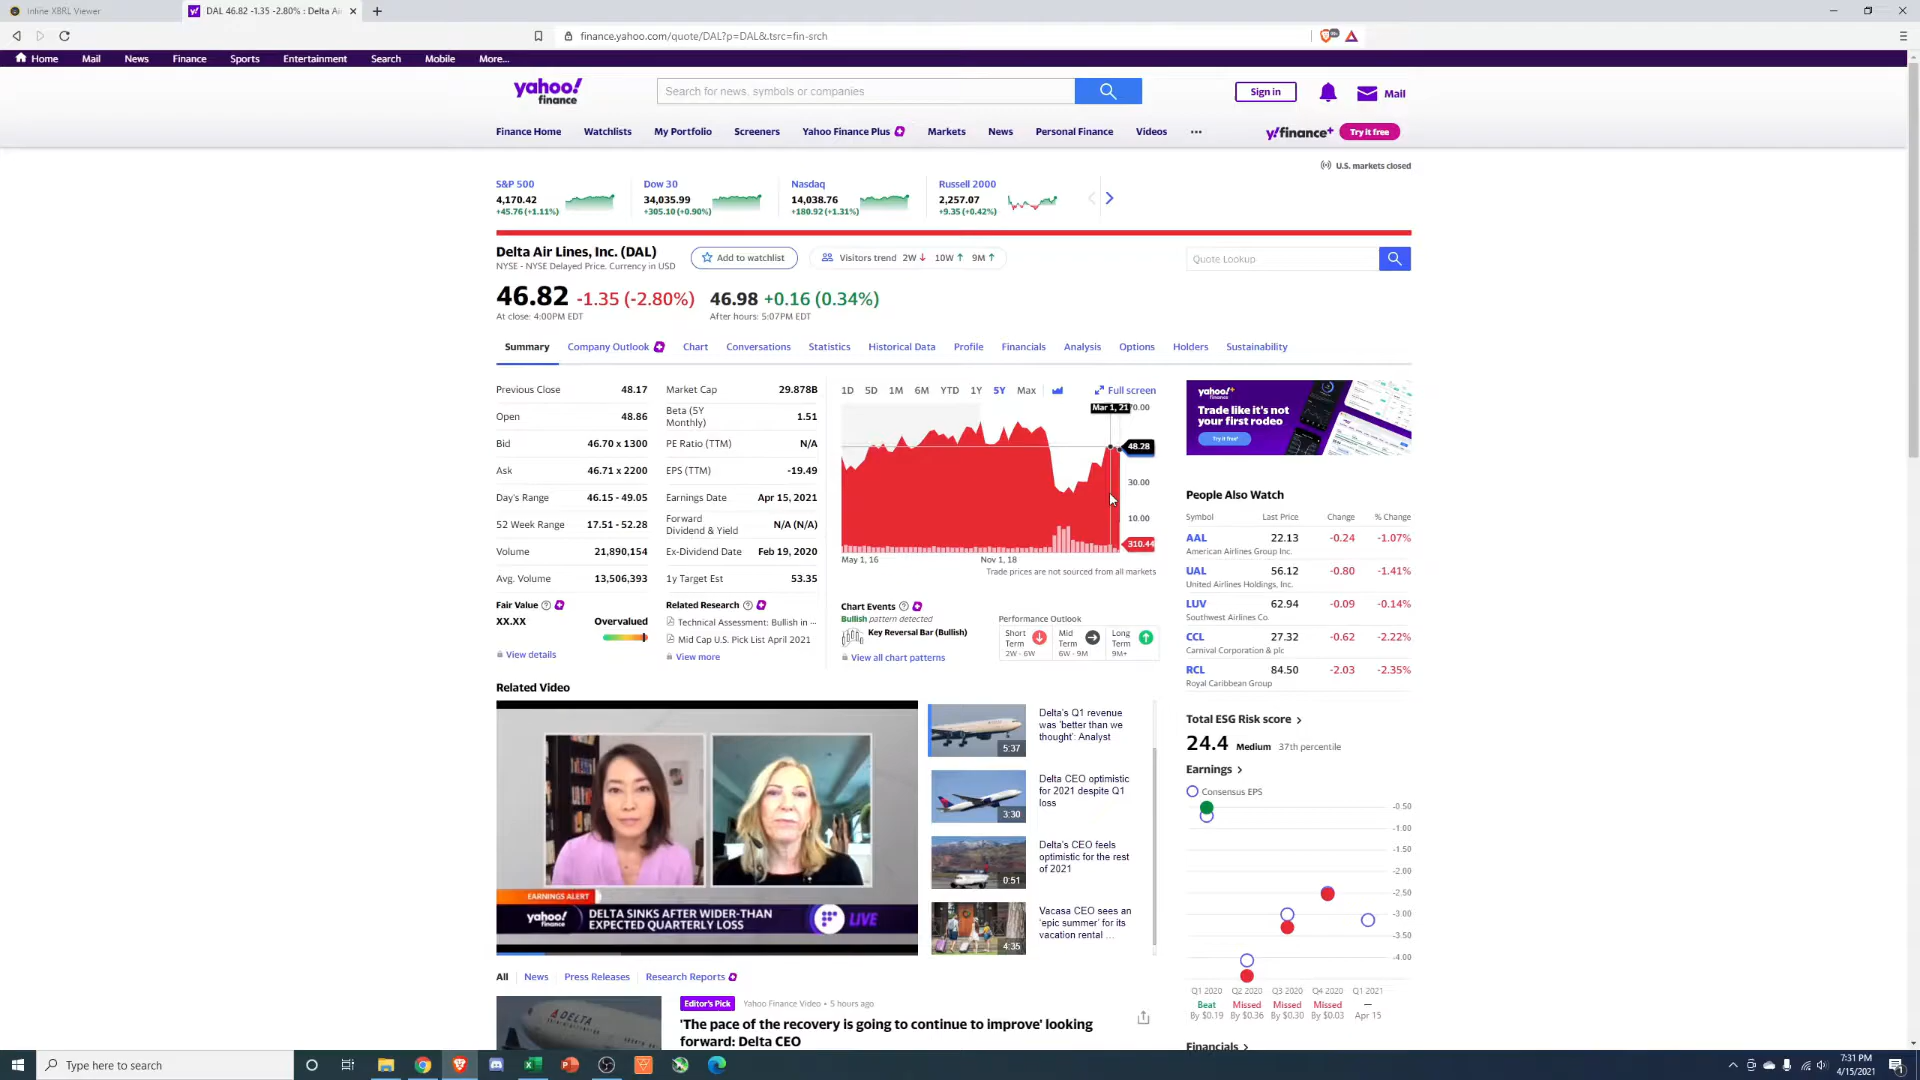 Inline XBRL Viewer
DAL 46.82 -1.35 -2.80% : Delta Ai
finance.yahoo.com/quote/DAL?p=DAL&.tsrc=fin-srch
Home Mail News Finance Sports Entertainment Search Mobile More...
yahoo!
finance
Search for news, symbols or companies
Sign in
Mail
Finance Home Watchlists My Portfolio Screeners Yahoo Finance Plus Markets News Personal Finance Videos ...
y!finance+ Try it free
U.S. markets closed
S&P 500
4,170.42
+45.76 (+1.11%)
Dow 30
34,035.99
+305.10 (+0.90%)
Nasdaq
14,038.76
+180.92 (+1.31%)
Russell 2000
2,257.07
+9.35 (+0.42%)
Delta Air Lines, Inc. (DAL)
NYSE - NYSE Delayed Price. Currency in USD
Add to watchlist
Visitors trend 2W 10W 9M
Quote Lookup
46.82 -1.35 (-2.80%)
At close: 4:00PM EDT
46.98 +0.16 (0.34%)
After hours: 5:07PM EDT
Summary Company Outlook Chart Conversations Statistics Historical Data Profile Financials Analysis Options Holders Sustainability
Previous Close 48.17
Open 48.86
Bid 46.70 x 1300
Ask 46.71 x 2200
Day's Range 46.15 - 49.05
52 Week Range 17.51 - 52.28
Volume 21,890,154
Avg. Volume 13,506,393
Market Cap 29.878B
Beta (5Y
Monthly) 1.51
PE Ratio (TTM) N/A
EPS (TTM) -19.49
Earnings Date Apr 15, 2021
Forward
Dividend & Yield N/A (N/A)
Ex-Dividend Date Feb 19, 2020
1y Target Est 53.35
1D 5D 1M 6M YTD 1Y 5Y Max
Full screen
Mar 1, 21
70.00
48.28
30.00
10.00
310.44
May 1, 16 Nov 1, 18
Trade prices are not sourced from all markets
Fair Value
XX.XX Overvalued
View details
Related Research
Technical Assessment: Bullish in ...
Mid Cap U.S. Pick List April 2021
View more
Chart Events
Bullish pattern detected
Key Reversal Bar (Bullish)
View all chart patterns
Performance Outlook
Short
Term
2W - 6W
Mid
Term
6W - 9M
Long
Term
9M+
yahoo!
finance
Trade like it's not
your first rodeo
Try it free!
People Also Watch
Symbol Last Price Change % Change
AAL 22.13 -0.24 -1.07%
American Airlines Group Inc.
UAL 56.12 -0.80 -1.41%
United Airlines Holdings, Inc.
LUV 62.94 -0.09 -0.14%
Southwest Airlines Co.
CCL 27.32 -0.62 -2.22%
Carnival Corporation & plc
RCL 84.50 -2.03 -2.35%
Royal Caribbean Group
Total ESG Risk score
24.4 Medium 37th percentile
Earnings
Consensus EPS
-0.50
-1.00
-1.50
-2.00
-2.50
-3.00
-3.50
-4.00
Q1 2020 Q2 2020 Q3 2020 Q4 2020 Q1 2021
Beat Missed Missed Missed —
By $0.19 By $0.36 By $0.30 By $0.03 Apr 15
Financials
Related Video
EARNINGS ALERT
yahoo!
finance
DELTA SINKS AFTER WIDER-THAN
EXPECTED QUARTERLY LOSS
LIVE
5:37
Delta's Q1 revenue
was 'better than we
thought': Analyst
3:30
Delta CEO optimistic
for 2021 despite Q1
loss
0:51
Delta's CEO feels
optimistic for the rest
of 2021
4:35
Vacasa CEO sees an
'epic summer' for its
vacation rental ...
All News Press Releases Research Reports
DELTA
Editor's Pick Yahoo Finance Video • 5 hours ago
'The pace of the recovery is going to continue to improve' looking
forward: Delta CEO
Type here to search
7:31 PM
4/15/2021